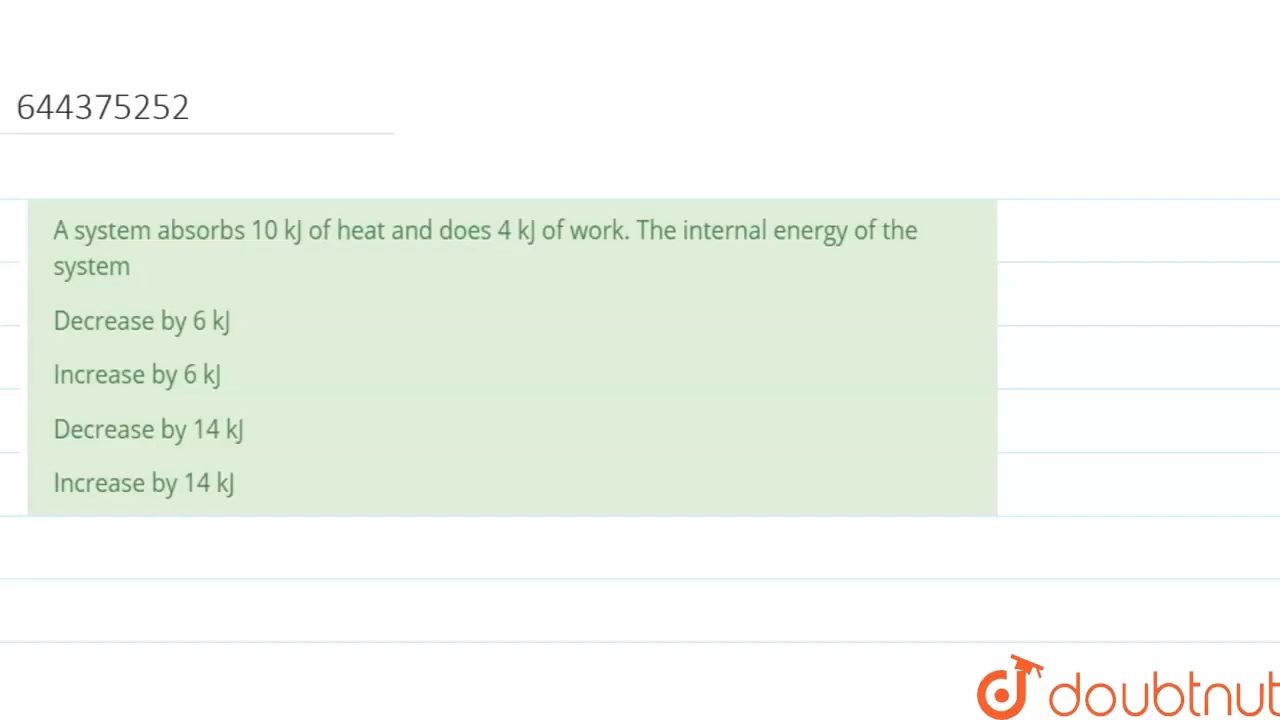 644375252
A system absorbs 10 kJ of heat and does 4 kJ of work. The internal energy of the
system
Decrease by 6 kJ
Increase by 6 kJ
Decrease by 14 kJ
Increase by 14 kJ
doubtnut